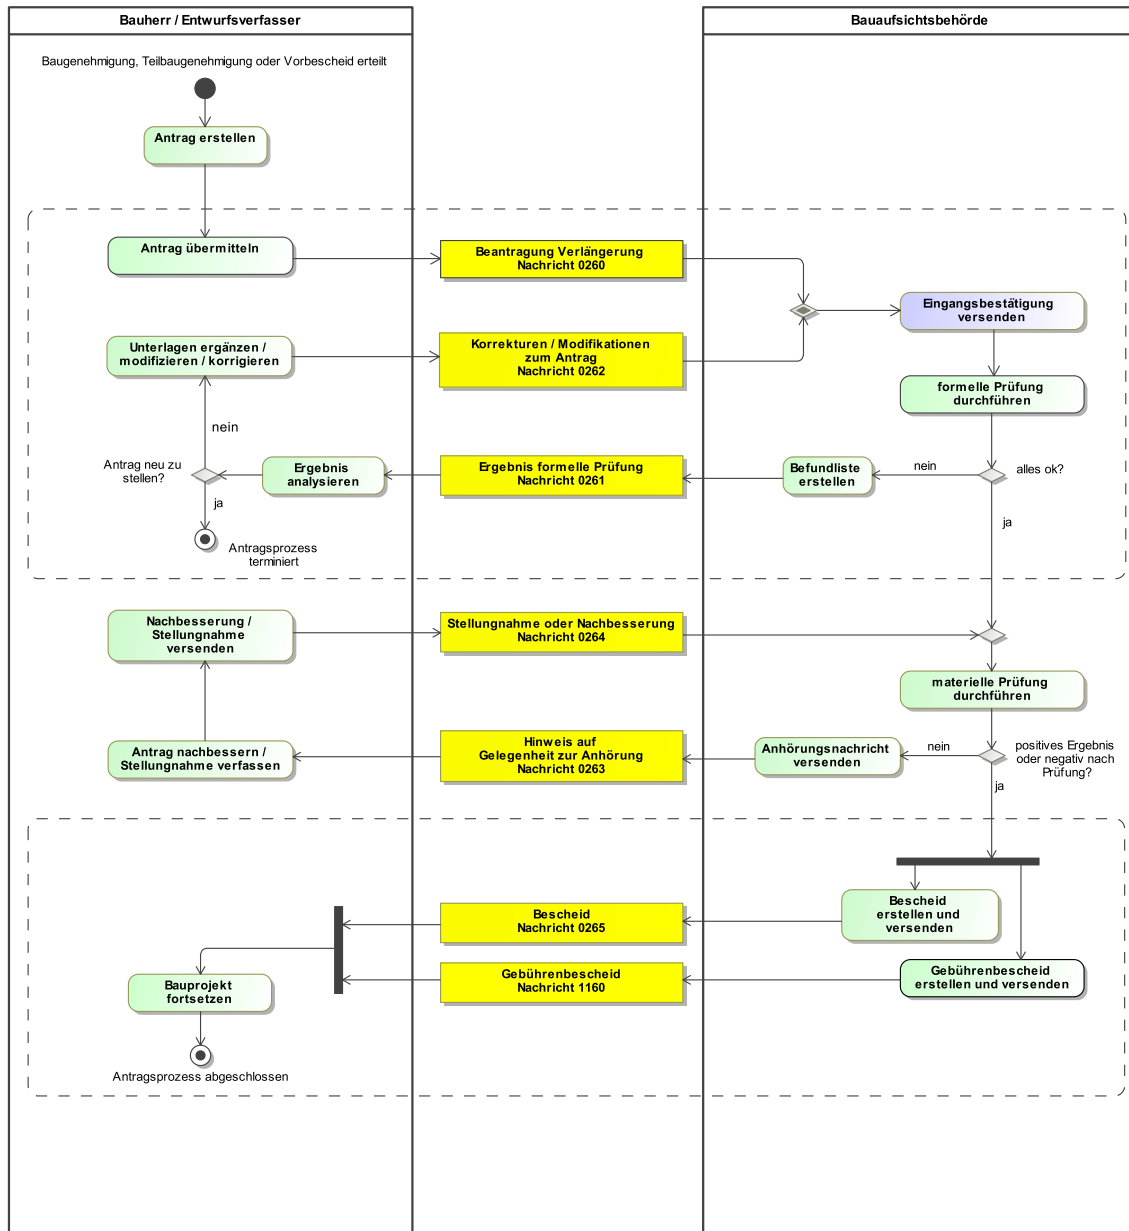 Bauherr / Entwurfsverfasser
Bauaufsichtsbehörde
Baugenehmigung, Teilbaugenehmigung oder Vorbescheid erteilt
Antrag erstellen
Antrag übermitteln
Beantragung Verlängerung
Nachricht 0260
Eingangsbestätigung
versenden
Unterlagen ergänzen /
modifizieren / korrigieren
Korrekturen / Modifikationen
zum Antrag
Nachricht 0262
formelle Prüfung
durchführen
nein
Antrag neu zu
stellen?
Ergebnis
analysieren
Ergebnis formelle Prüfung
Nachricht 0261
Befundliste
erstellen
nein
alles ok?
ja
ja
Antragsprozess
terminiert
Nachbesserung /
Stellungnahme
versenden
Stellungnahme oder Nachbesserung
Nachricht 0264
materielle Prüfung
durchführen
Antrag nachbessern /
Stellungnahme verfassen
Hinweis auf
Gelegenheit zur Anhörung
Nachricht 0263
Anhörungsnachricht
versenden
nein
positives Ergebnis
oder negativ nach
Prüfung?
ja
Bescheid
erstellen und
versenden
Bescheid
Nachricht 0265
Gebührenbescheid
erstellen und versenden
Gebührenbescheid
Nachricht 1160
Bauprojekt
fortsetzen
Antragsprozess abgeschlossen